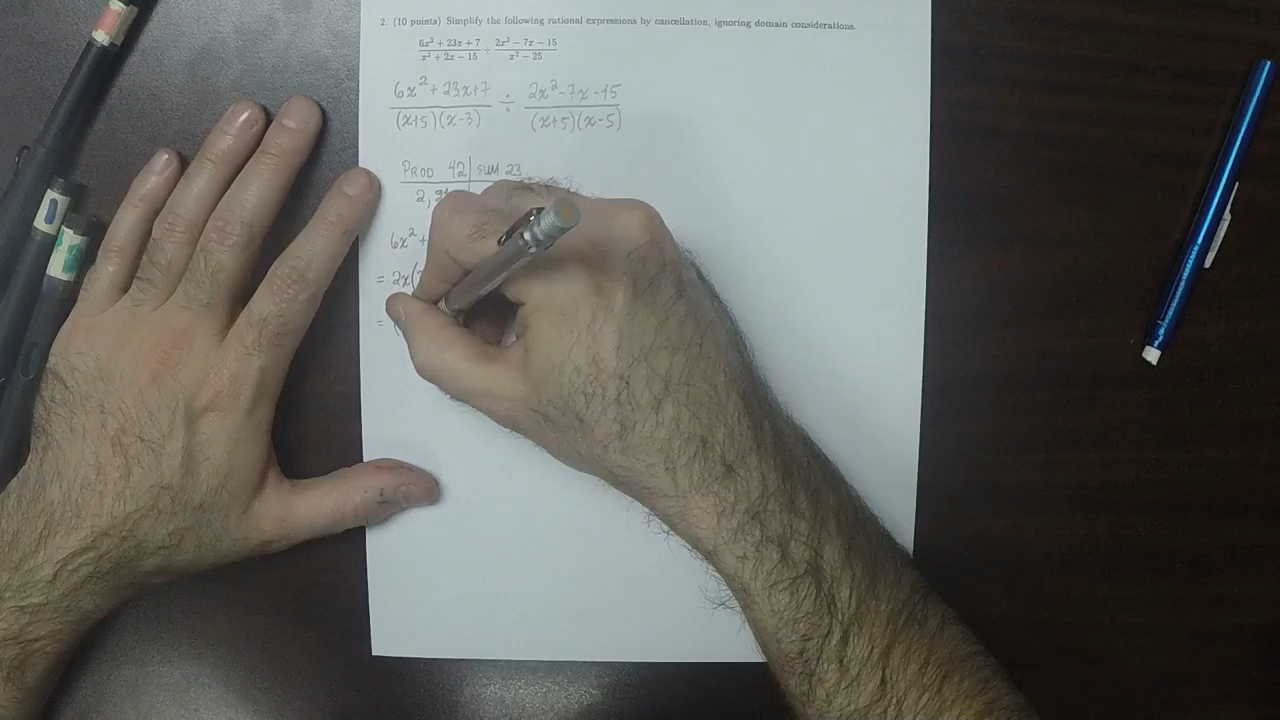 2. (10 points) Simplify the following rational expressions by cancellation, ignoring domain considerations.
6x² + 23x + 7 / x² + 2x − 15 ÷ 2x² − 7x − 15 / x² − 25
6x² + 23x + 7 / (x+5)(x−3) ÷ 2x² − 7x − 15 / (x+5)(x−5)
PROD 42 | SUM 23
2,
6x² +
= 2x(
= (